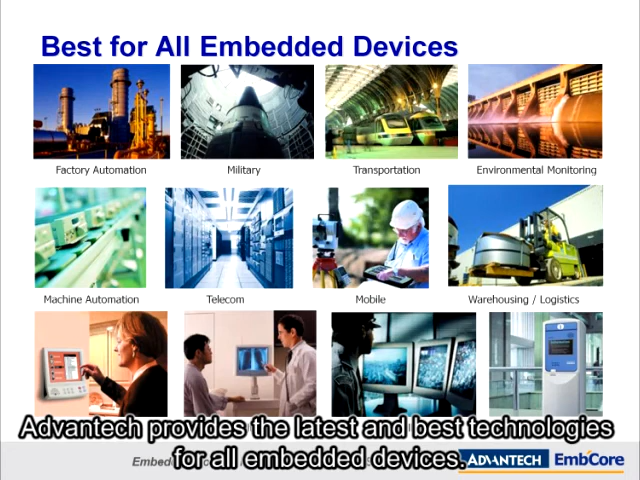 Best for All Embedded Devices
Factory Automation
Military
Transportation
Environmental Monitoring
Machine Automation
Telecom
Mobile
Warehousing / Logistics
Advantech provides the latest and best technologies
for all embedded devices.
ADVANTECH EmbCore